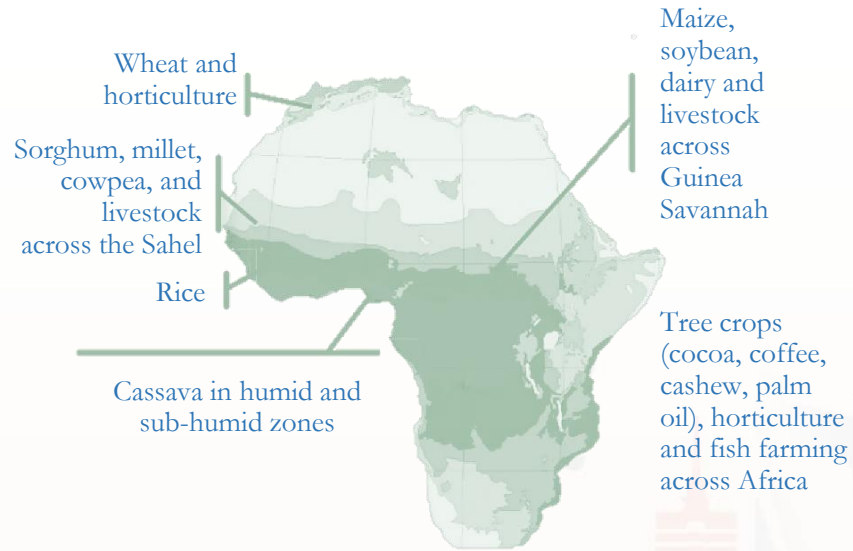 Wheat and
horticulture
Sorghum, millet,
cowpea, and
livestock
across the Sahel
Rice
Cassava in humid and
sub-humid zones
Maize,
soybean,
dairy and
livestock
across
Guinea
Savannah
Tree crops
(cocoa, coffee,
cashew, palm
oil), horticulture
and fish farming
across Africa